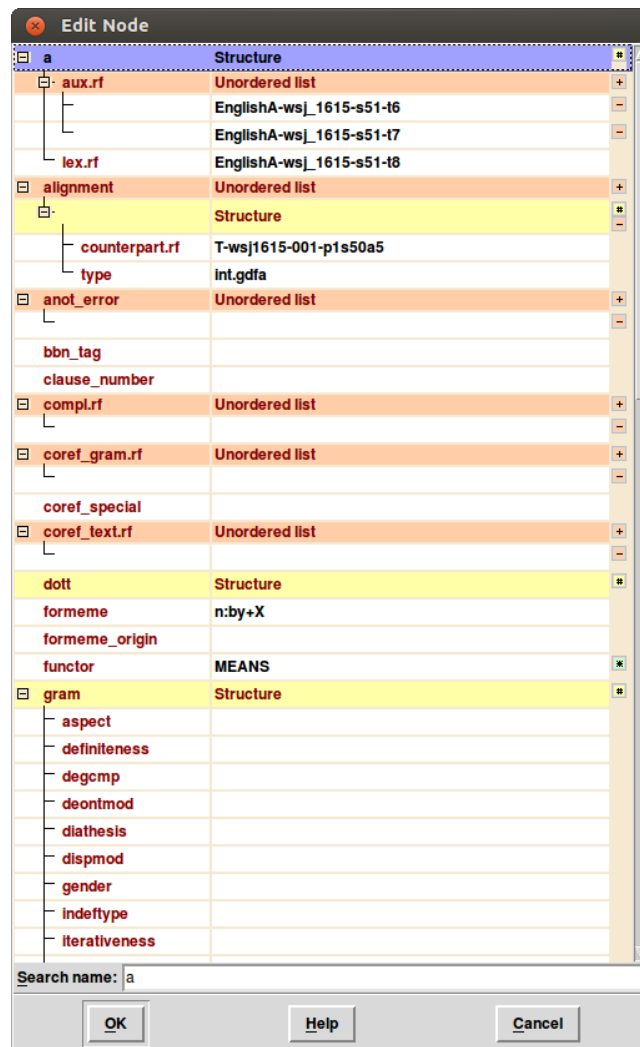 Edit Node
a Structure #
aux.rf Unordered list +
EnglishA-wsj_1615-s51-t6 -
EnglishA-wsj_1615-s51-t7 -
lex.rf EnglishA-wsj_1615-s51-t8
alignment Unordered list +
Structure # -
counterpart.rf T-wsj1615-001-p1s50a5
type int.gdfa
anot_error Unordered list +
-
bbn_tag
clause_number
compl.rf Unordered list +
-
coref_gram.rf Unordered list +
-
coref_special
coref_text.rf Unordered list +
-
dott Structure #
formeme n:by+X
formeme_origin
functor MEANS *
gram Structure #
aspect
definiteness
degcmp
deontmod
diathesis
dispmod
gender
indeftype
iterativeness
Search name: a
OK Help Cancel